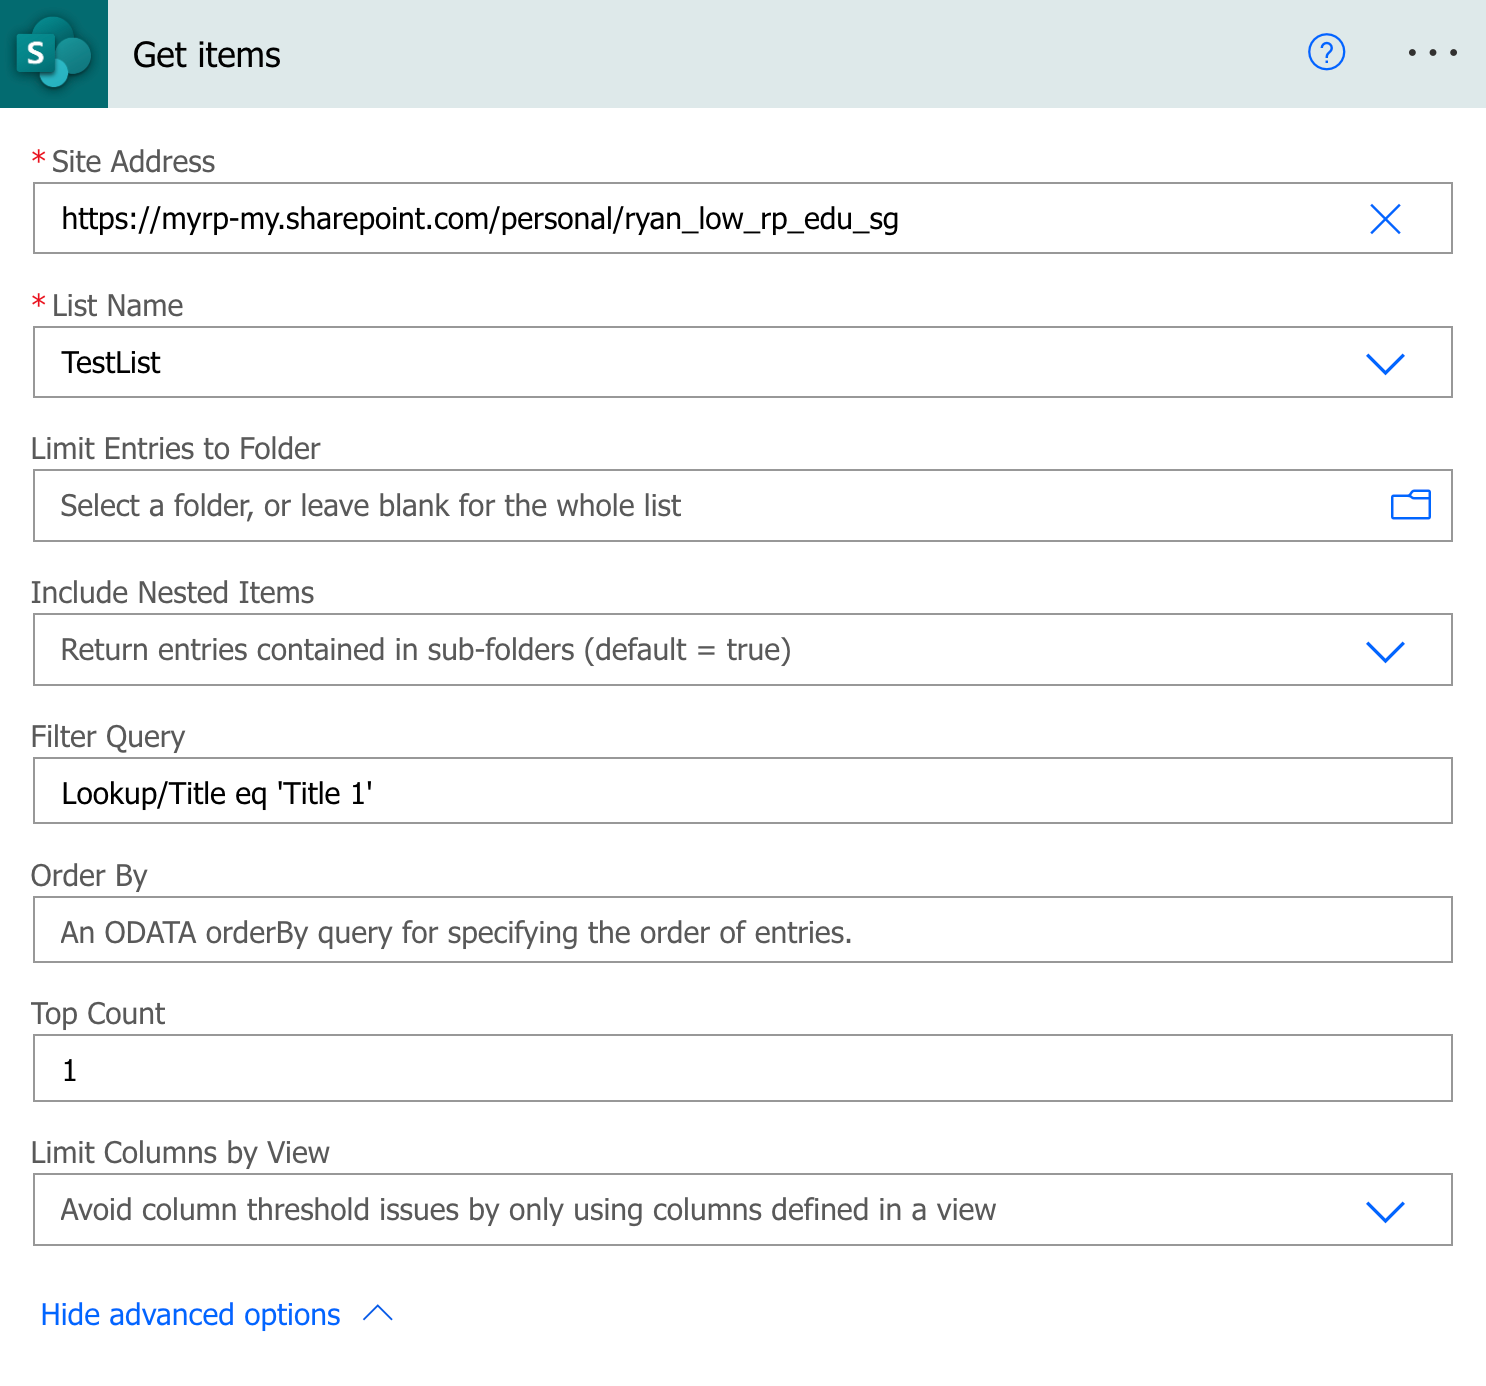 S
Get items
?
* Site Address
https://myrp-my.sharepoint.com/personal/ryan_low_rp_edu_sg
* List Name
TestList
Limit Entries to Folder
Select a folder, or leave blank for the whole list
Include Nested Items
Return entries contained in sub-folders (default = true)
Filter Query
Lookup/Title eq 'Title 1'
Order By
An ODATA orderBy query for specifying the order of entries.
Top Count
1
Limit Columns by View
Avoid column threshold issues by only using columns defined in a view
Hide advanced options